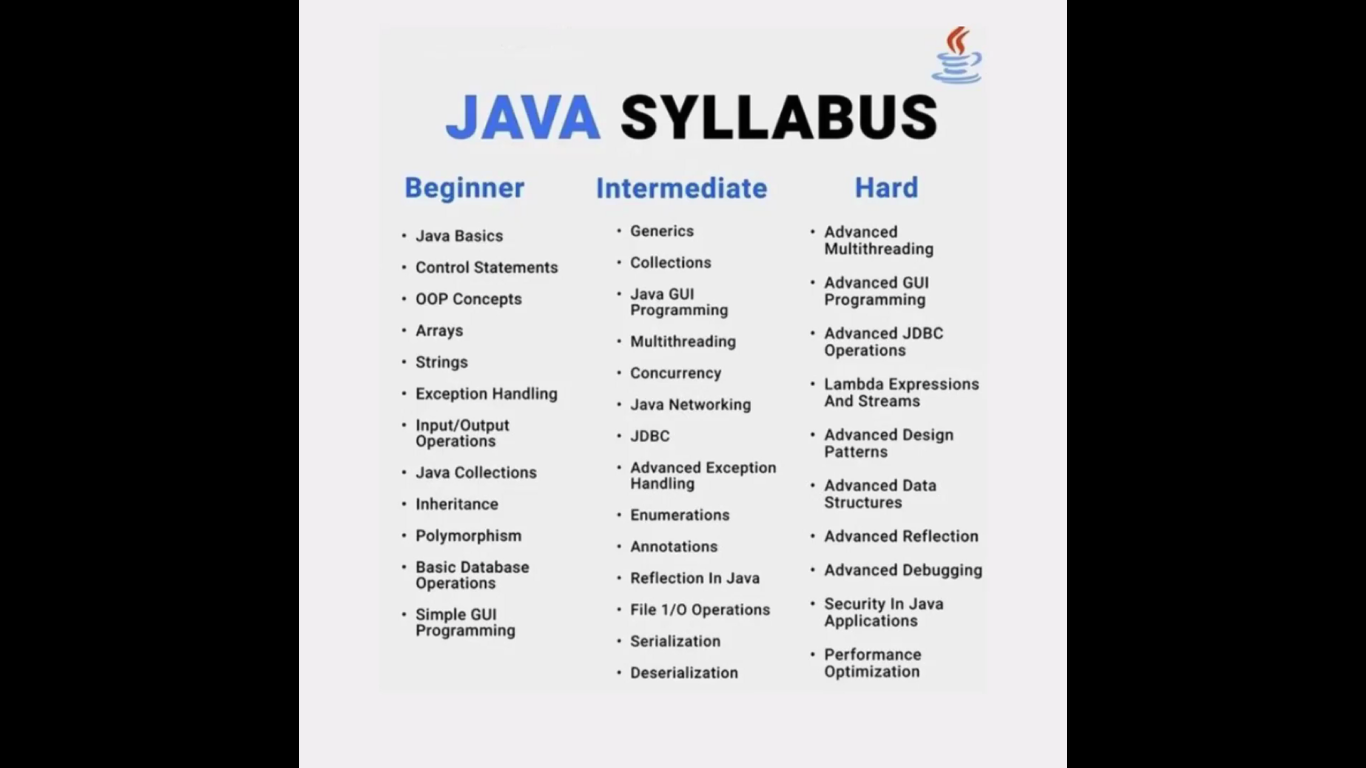 JAVA SYLLABUS
Beginner
• Java Basics
• Control Statements
• OOP Concepts
• Arrays
• Strings
• Exception Handling
• Input/Output
Operations
• Java Collections
• Inheritance
• Polymorphism
• Basic Database
Operations
• Simple GUI
Programming
Intermediate
• Generics
• Collections
• Java GUI
Programming
• Multithreading
• Concurrency
• Java Networking
• JDBC
• Advanced Exception
Handling
• Enumerations
• Annotations
• Reflection In Java
• File 1/O Operations
• Serialization
• Deserialization
Hard
• Advanced
Multithreading
• Advanced GUI
Programming
• Advanced JDBC
Operations
• Lambda Expressions
And Streams
• Advanced Design
Patterns
• Advanced Data
Structures
• Advanced Reflection
• Advanced Debugging
• Security In Java
Applications
• Performance
Optimization